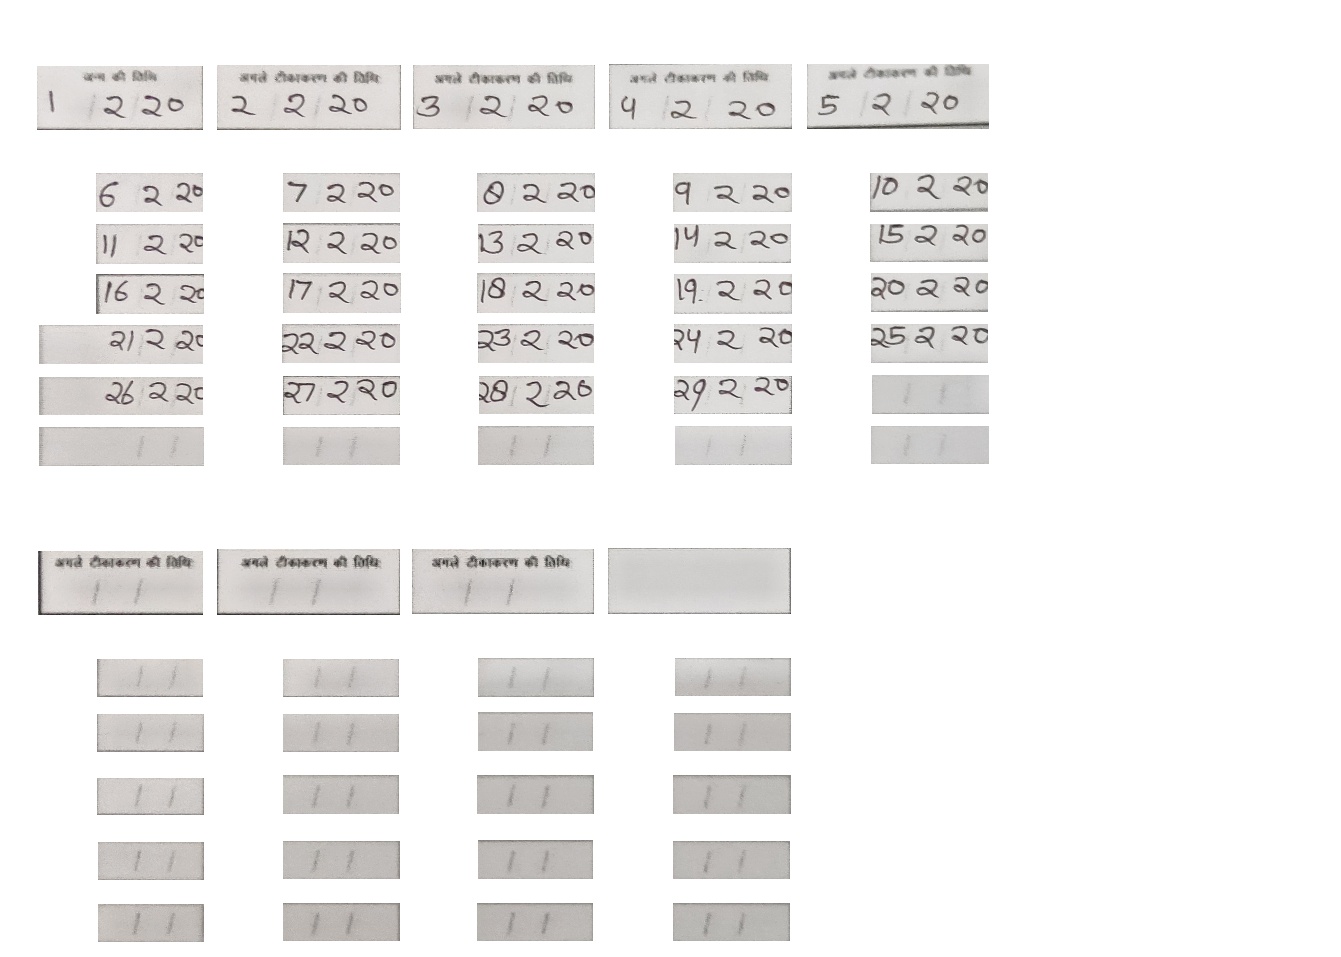 जन्म की तिथि अगले टीकाकरण की तिथि: अगले टीकाकरण की तिथि: अगले टीकाकरण की तिथि: अगले टीकाकरण की तिथि:
1 / 2 / 20 2 / 2 / 20 3 / 2 / 20 4 / 2 / 20 5 / 2 / 20
6 / 2 / 20 7 / 2 / 20 8 / 2 / 20 9 / 2 / 20 10 / 2 / 20
11 / 2 / 20 12 / 2 / 20 13 / 2 / 20 14 / 2 / 20 15 / 2 / 20
16 / 2 / 20 17 / 2 / 20 18 / 2 / 20 19 / 2 / 20 20 / 2 / 20
21 / 2 / 20 22 / 2 / 20 23 / 2 / 20 24 / 2 / 20 25 / 2 / 20
26 / 2 / 20 27 / 2 / 20 28 / 2 / 20 29 / 2 / 20 / /
/ / / / / / / / / /
अगले टीकाकरण की तिथि: अगले टीकाकरण की तिथि: अगले टीकाकरण की तिथि:
/ / / / / /
/ / / / / / / /
/ / / / / / / /
/ / / / / / / /
/ / / / / / / /
/ / / / / / / /